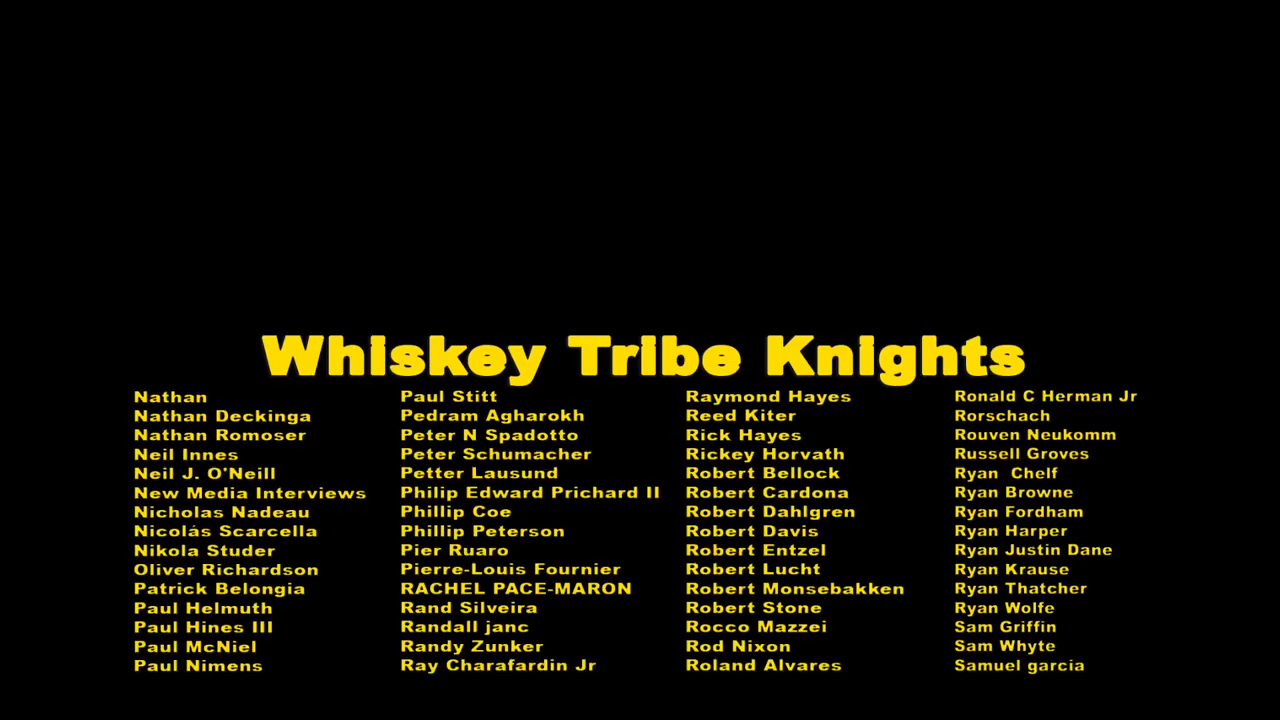 Whiskey Tribe Knights
Nathan
Nathan Deckinga
Nathan Romoser
Neil Innes
Neil J. O'Neill
New Media Interviews
Nicholas Nadeau
Nicolás Scarcella
Nikola Studer
Oliver Richardson
Patrick Belongia
Paul Helmuth
Paul Hines III
Paul McNiel
Paul Nimens
Paul Stitt
Pedram Agharokh
Peter N Spadotto
Peter Schumacher
Petter Lausund
Philip Edward Prichard II
Phillip Coe
Phillip Peterson
Pier Ruaro
Pierre-Louis Fournier
RACHEL PACE-MARON
Rand Silveira
Randall janc
Randy Zunker
Ray Charafardin Jr
Raymond Hayes
Reed Kiter
Rick Hayes
Rickey Horvath
Robert Bellock
Robert Cardona
Robert Dahlgren
Robert Davis
Robert Entzel
Robert Lucht
Robert Monsebakken
Robert Stone
Rocco Mazzei
Rod Nixon
Roland Alvares
Ronald C Herman Jr
Rorschach
Rouven Neukomm
Russell Groves
Ryan  Chelf
Ryan Browne
Ryan Fordham
Ryan Harper
Ryan Justin Dane
Ryan Krause
Ryan Thatcher
Ryan Wolfe
Sam Griffin
Sam Whyte
Samuel garcia